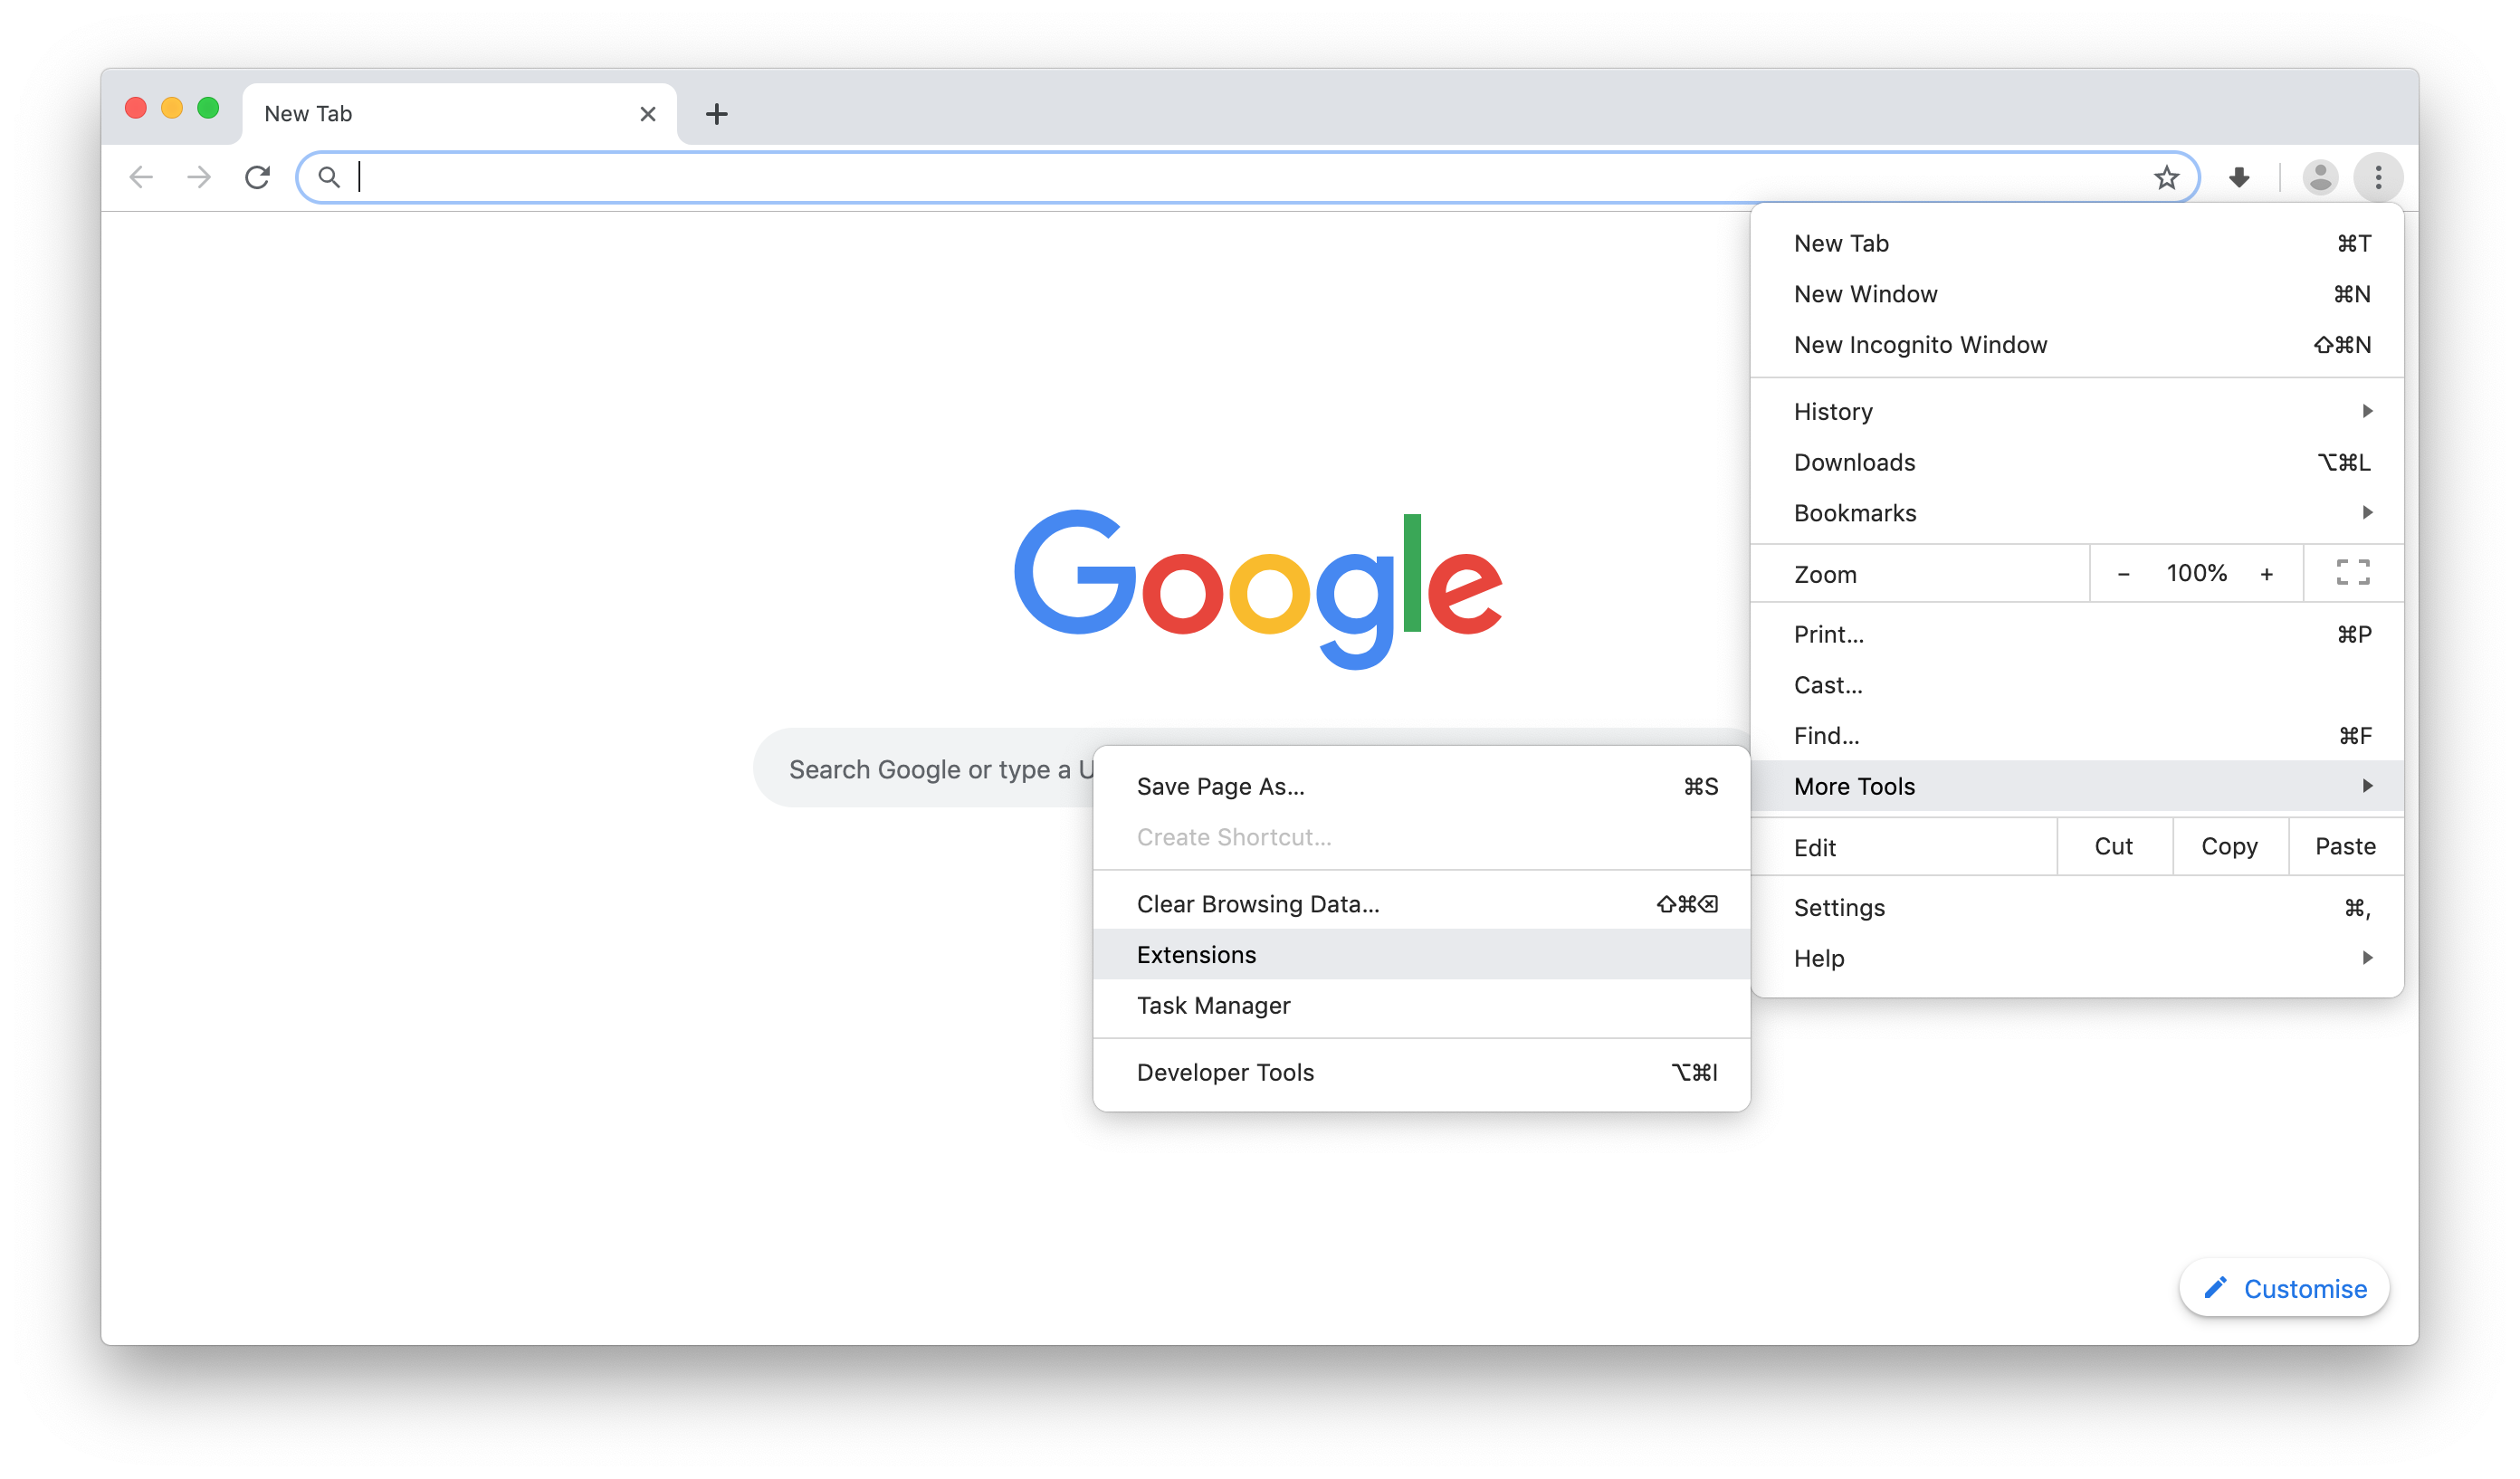 New Tab
New Tab ⌘T
New Window ⌘N
New Incognito Window ⇧⌘N
History
Downloads ⌥⌘L
Bookmarks
Zoom − 100% +
Google
Print... ⌘P
Cast...
Find... ⌘F
More Tools
Edit Cut Copy Paste
Settings ⌘,
Help
Search Google or type a U
Save Page As... ⌘S
Create Shortcut...
Clear Browsing Data... ⇧⌘⌫
Extensions
Task Manager
Developer Tools ⌥⌘I
Customise